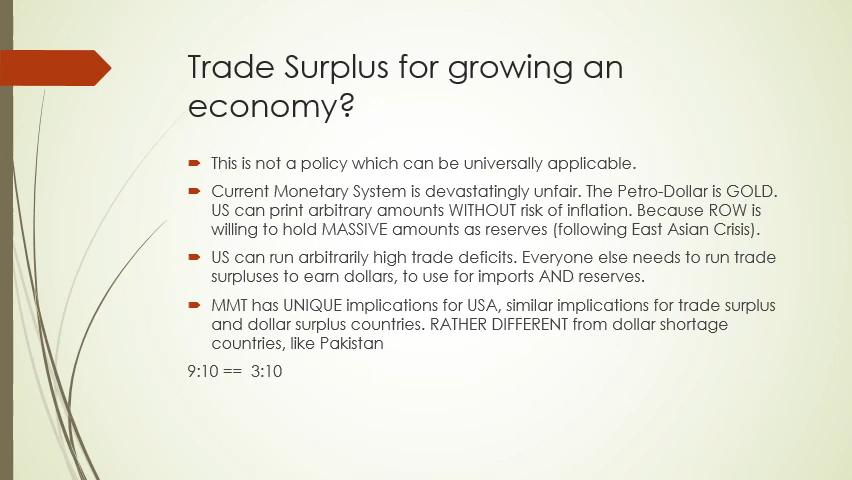 Trade Surplus for growing an
economy?
This is not a policy which can be universally applicable.
Current Monetary System is devastatingly unfair. The Petro-Dollar is GOLD.
US can print arbitrary amounts WITHOUT risk of inflation. Because ROW is
willing to hold MASSIVE amounts as reserves (following East Asian Crisis).
US can run arbitrarily high trade deficits. Everyone else needs to run trade
surpluses to earn dollars, to use for imports AND reserves.
MMT has UNIQUE implications for USA, similar implications for trade surplus
and dollar surplus countries. RATHER DIFFERENT from dollar shortage
countries, like Pakistan
9:10 == 3:10